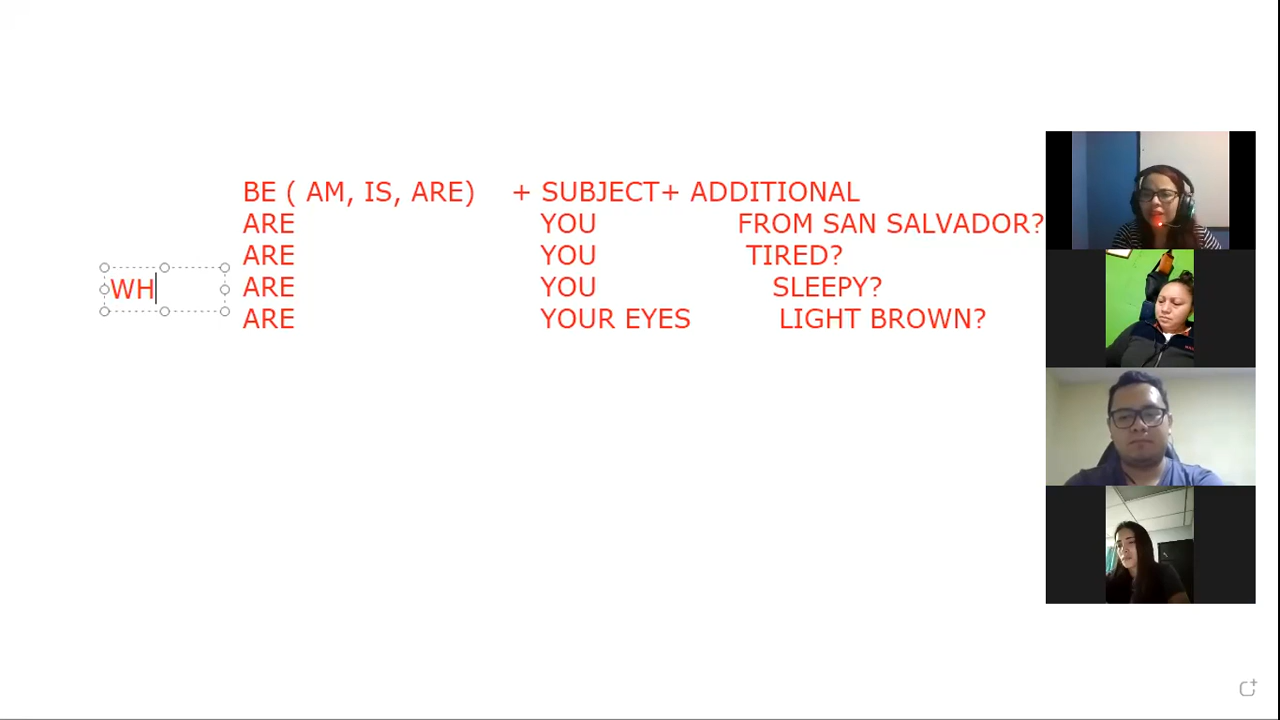 BE ( AM, IS, ARE) + SUBJECT+ ADDITIONAL
ARE YOU FROM SAN SALVADOR?
ARE YOU TIRED?
WH ARE YOU SLEEPY?
ARE YOUR EYES LIGHT BROWN?